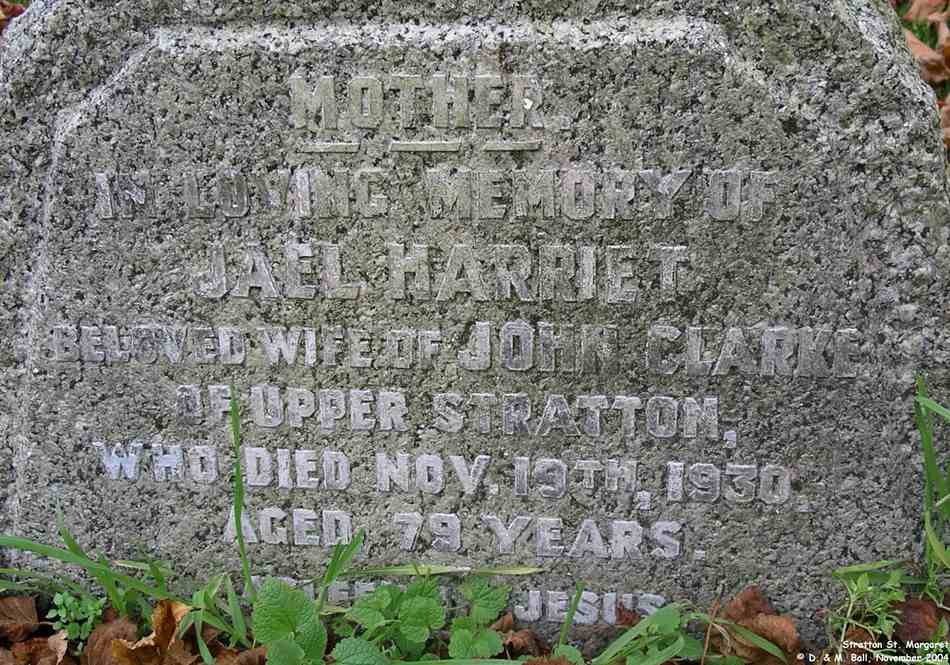 MOTHER.
IN LOVING MEMORY OF
JAEL HARRIET
BELOVED WIFE OF JOHN CLARKE
OF UPPER STRATTON,
WHO DIED NOV. 19TH, 1930.
AGED 79 YEARS.
JESUS
Stratton St. Margaret
© D. & M. Ball, November 2004